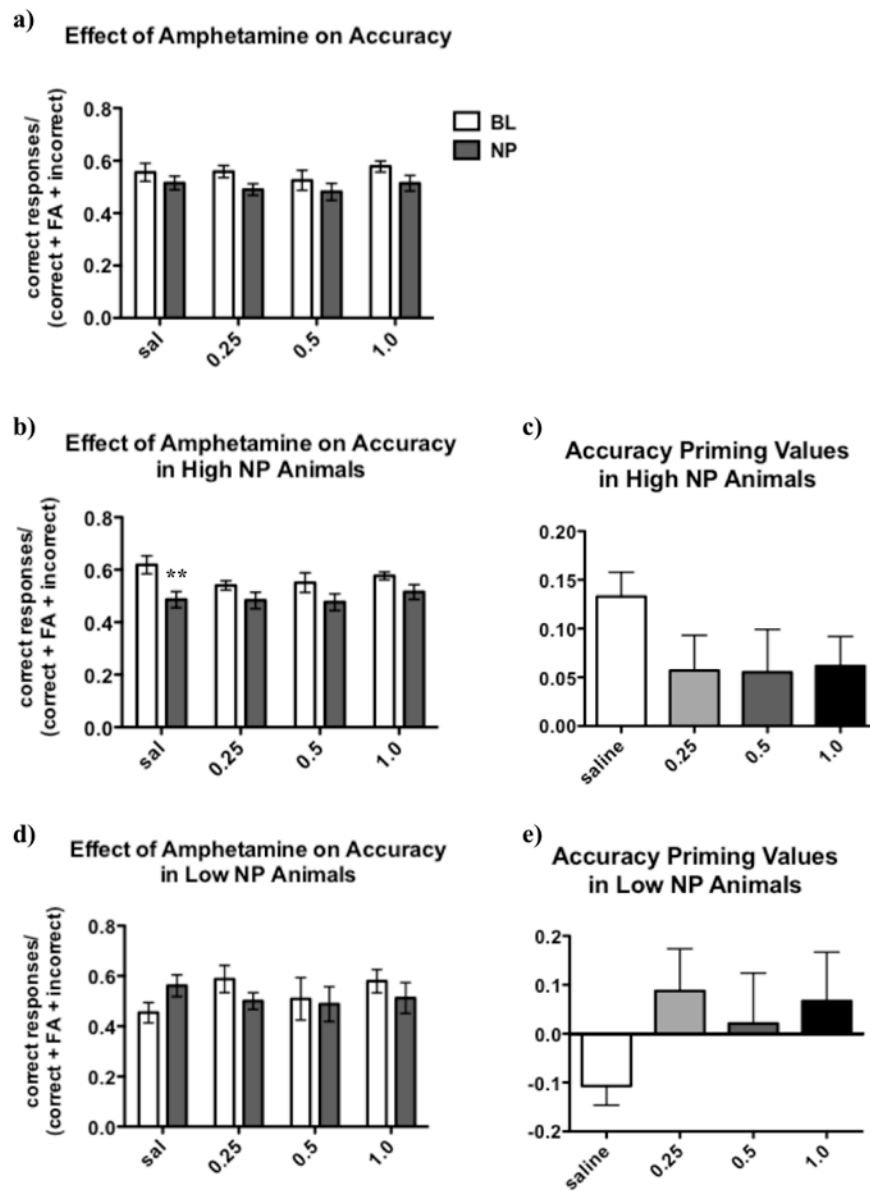 a)
Effect of Amphetamine on Accuracy
correct responses/
(correct + FA + incorrect)
0.8
0.6
0.4
0.2
0.0
sal
0.25
0.5
1.0
BL
NP
b)
Effect of Amphetamine on Accuracy
in High NP Animals
correct responses/
(correct + FA + incorrect)
0.8
0.6
0.4
0.2
0.0
**
sal
0.25
0.5
1.0
c)
Accuracy Priming Values
in High NP Animals
0.20
0.15
0.10
0.05
0.00
saline
0.25
0.5
1.0
d)
Effect of Amphetamine on Accuracy
in Low NP Animals
correct responses/
(correct + FA + incorrect)
0.8
0.6
0.4
0.2
0.0
sal
0.25
0.5
1.0
e)
Accuracy Priming Values
in Low NP Animals
0.2
0.1
0.0
-0.1
-0.2
saline
0.25
0.5
1.0